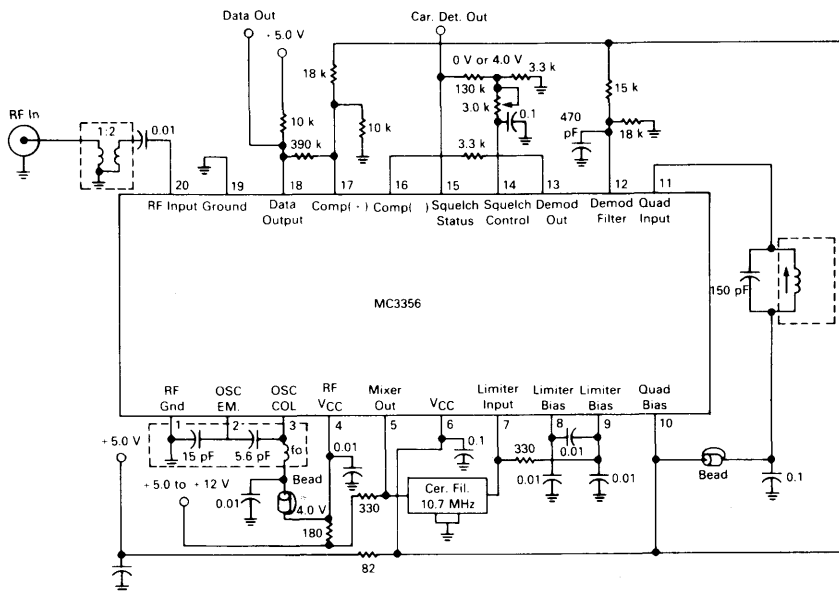 Data Out
Car. Det. Out
+ 5.0 V
0 V or 4.0 V
3.3 k
18 k
130 k
15 k
RF In
3.0 k
0.1
470
pF
1:2
0.01
10 k
10 k
18 k
390 k
3.3 k
20 19 18 17 16 15 14 13 12 11
RF Input
Ground
Data
Output
Comp(
)
Comp( )
Squelch
Status
Squelch
Control
Demod
Out
Demod
Filter
Quad
Input
150 pF
MC3356
RF
Gnd
OSC
EM.
OSC
COL
RF
VCC
Mixer
Out
VCC
Limiter
Input
Limiter
Bias
Limiter
Bias
Quad
Bias
1 2 3 4 5 6 7 8 9 10
+ 5.0 V
15 pF
5.6 pF
fo
0.01
0.1
330
0.01
Bead
Bead
0.1
+ 5.0 to + 12 V
0.01
4.0 V
330
Cer. Fil.
10.7 MHz
0.01
0.01
180
82